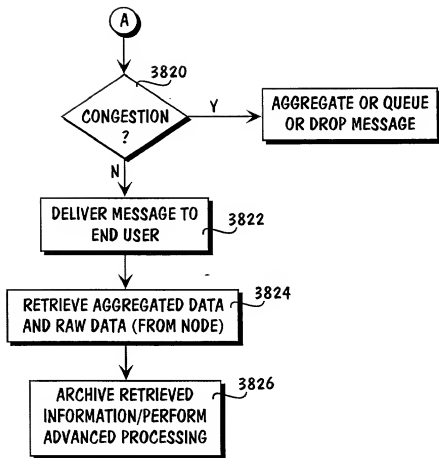 A
3820
CONGESTION
?
Y
AGGREGATE OR QUEUE
OR DROP MESSAGE
N
DELIVER MESSAGE TO
END USER
3822
RETRIEVE AGGREGATED DATA
AND RAW DATA (FROM NODE)
3824
ARCHIVE RETRIEVED
INFORMATION/PERFORM
ADVANCED PROCESSING
3826